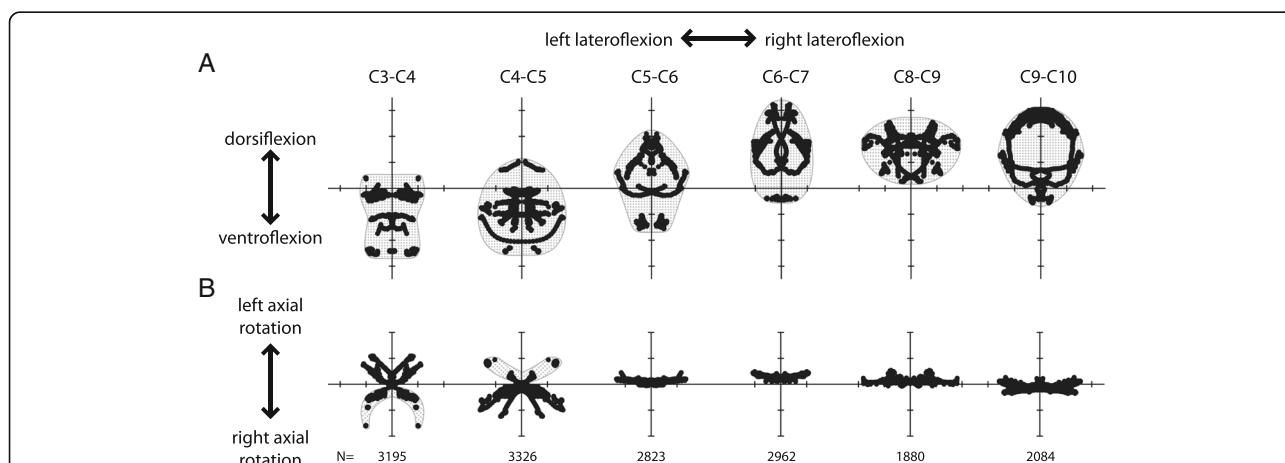 left lateroflexion right lateroflexion
A
C3-C4 C4-C5 C5-C6 C6-C7 C8-C9 C9-C10
dorsiflexion
ventroflexion
B
left axial
rotation
right axial
rotation
N= 3195 3326 2823 2962 1880 2084